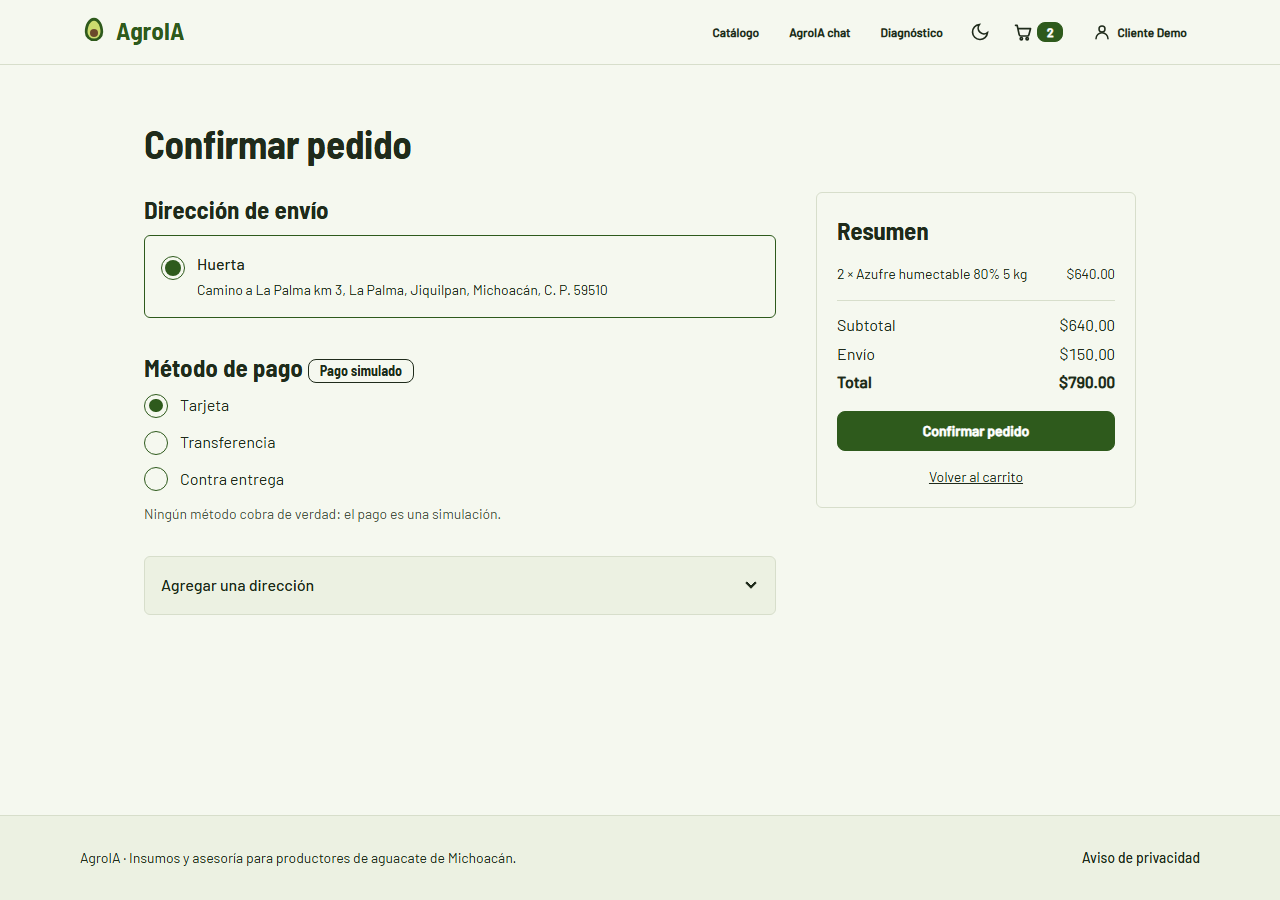 AgroIA
Catálogo
AgroIA chat
Diagnóstico
2
Cliente Demo
Confirmar pedido
Dirección de envío
Huerta
Camino a La Palma km 3, La Palma, Jiquilpan, Michoacán, C. P. 59510
Método de pago Pago simulado
Tarjeta
Transferencia
Contra entrega
Ningún método cobra de verdad: el pago es una simulación.
Agregar una dirección
Resumen
2 × Azufre humectable 80% 5 kg $640.00
Subtotal $640.00
Envío $150.00
Total $790.00
Confirmar pedido
Volver al carrito
AgroIA · Insumos y asesoría para productores de aguacate de Michoacán.
Aviso de privacidad